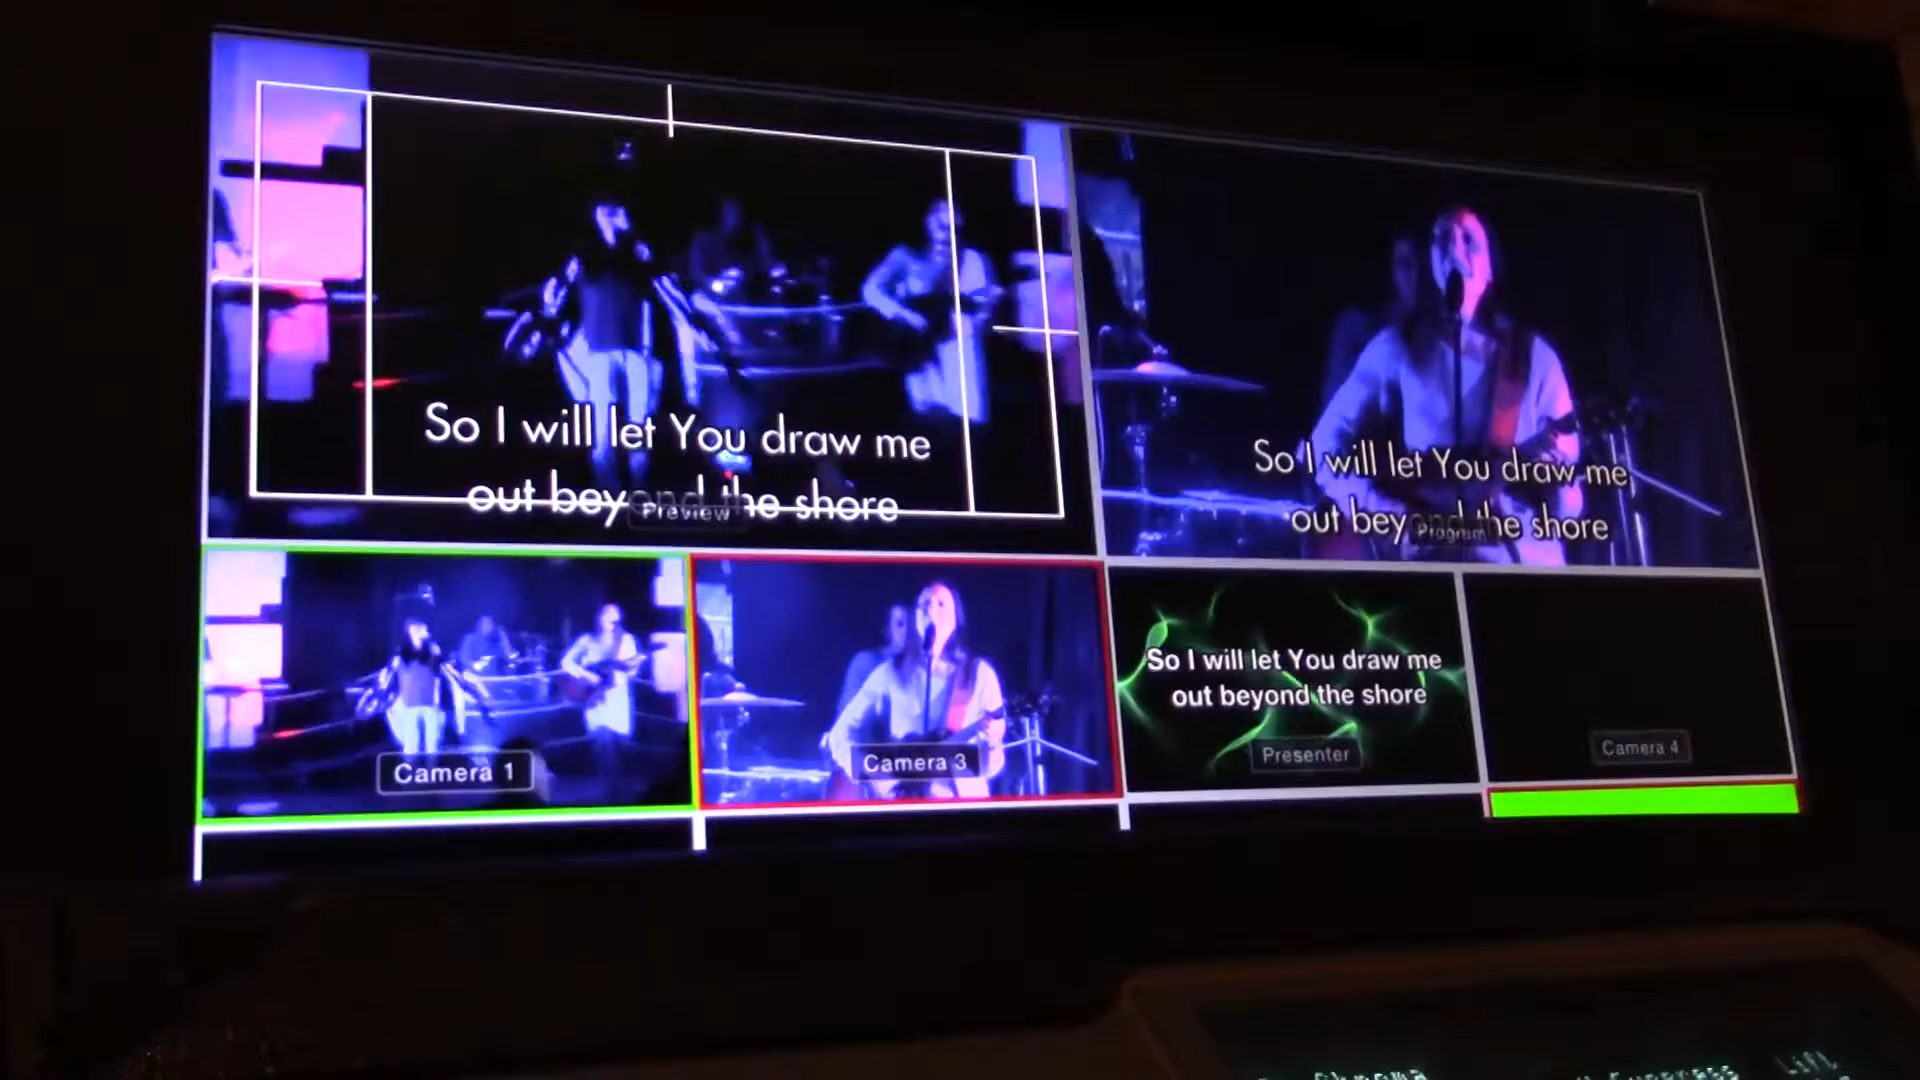 So I will let You draw me
out beyond the shore
Preview
So I will let You draw me
out beyond the shore
Program
Camera 1
Camera 3
So I will let You draw me
out beyond the shore
Presenter
Camera 4